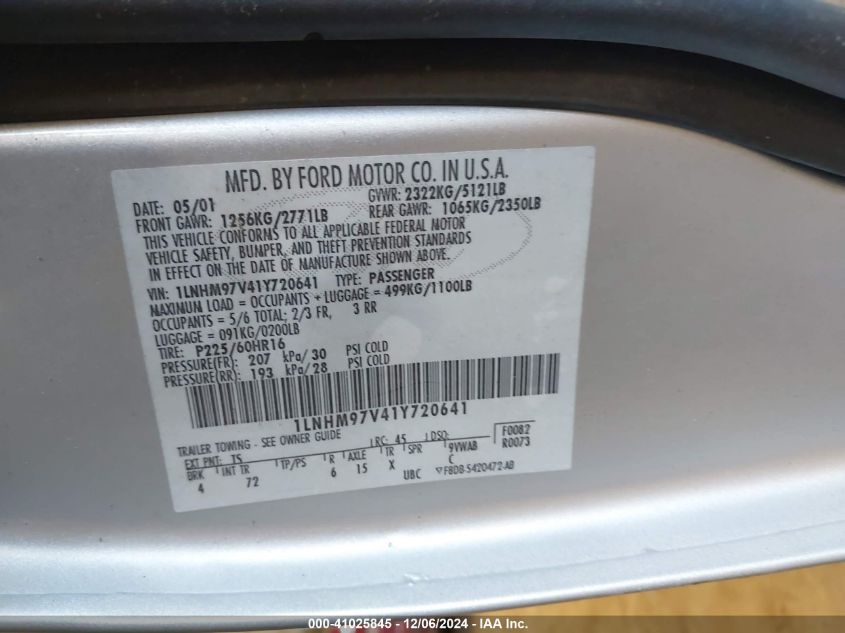 MFD. BY FORD MOTOR CO. IN U.S.A.
DATE: 05/01 GVWR: 2322KG/5121LB
FRONT GAWR: 1256KG/2771LB REAR GAWR: 1065KG/2350LB
THIS VEHICLE CONFORMS TO ALL APPLICABLE FEDERAL MOTOR
VEHICLE SAFETY, BUMPER, AND THEFT PREVENTION STANDARDS
IN EFFECT ON THE DATE OF MANUFACTURE SHOWN ABOVE.
VIN: 1LNHM97V41Y720641 TYPE: PASSENGER
MAXIMUM LOAD = OCCUPANTS + LUGGAGE = 499KG/1100LB
OCCUPANTS = 5/6 TOTAL; 2/3 FR, 3 RR
LUGGAGE = 091KG/0200LB
TIRE: P225/60HR16
PRESSURE(FR): 207 kPa/30 PSI COLD
PRESSURE(RR): 193 kPa/28 PSI COLD
1LNHM97V41Y720641
TRAILER TOWING - SEE OWNER GUIDE F0082
EXT PNT: TS RC: 45 DSO: R0073
BRK INT TR TP/PS R AXLE TR SPR 9VWAB
4 72 6 15 X C
UBC F8DB-5420472-AB
000-41025845 - 12/06/2024 - IAA Inc.